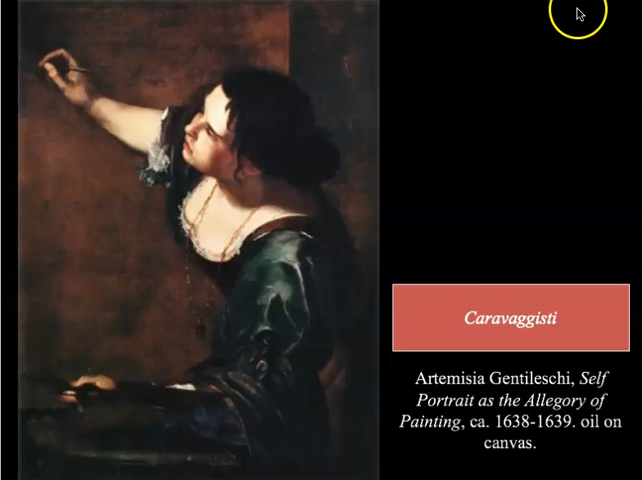 Caravaggisti
Artemisia Gentileschi, Self
Portrait as the Allegory of
Painting, ca. 1638-1639. oil on
canvas.